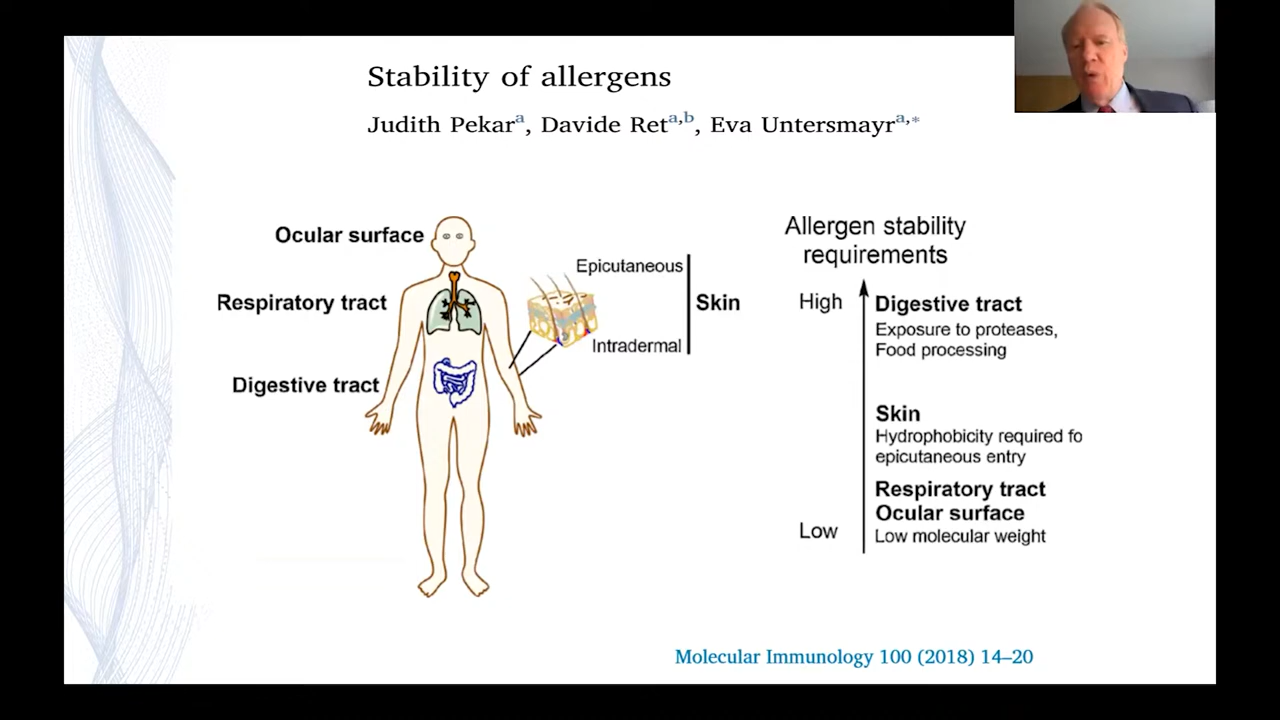 Stability of allergens
Judith Pekar^a, Davide Ret^a,b, Eva Untersmayr^a,*
Ocular surface
Respiratory tract
Digestive tract
Epicutaneous
Skin
Intradermal
Allergen stability
requirements
High
Digestive tract
Exposure to proteases,
Food processing
Skin
Hydrophobicity required fo
epicutaneous entry
Respiratory tract
Ocular surface
Low
Low molecular weight
Molecular Immunology 100 (2018) 14–20